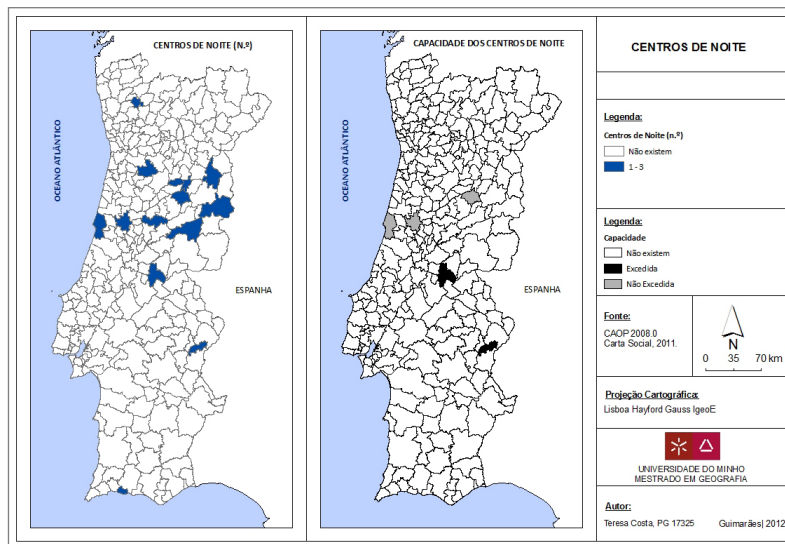 CENTROS DE NOITE (N.º)
OCEANO ATLÂNTICO
ESPANHA
CAPACIDADE DOS CENTROS DE NOITE
OCEANO ATLÂNTICO
ESPANHA
CENTROS DE NOITE
Legenda:
Centros de Noite (n.º)
Não existem
1 - 3
Legenda:
Capacidade
Não existem
Excedida
Não Excedida
Fonte:
CAOP 2008.0
Carta Social, 2011.
N
0 35 70 km
Projeção Cartográfica:
Lisboa Hayford Gauss IgeoE
UNIVERSIDADE DO MINHO
MESTRADO EM GEOGRAFIA
Autor:
Teresa Costa, PG 17325 Guimarães| 2012